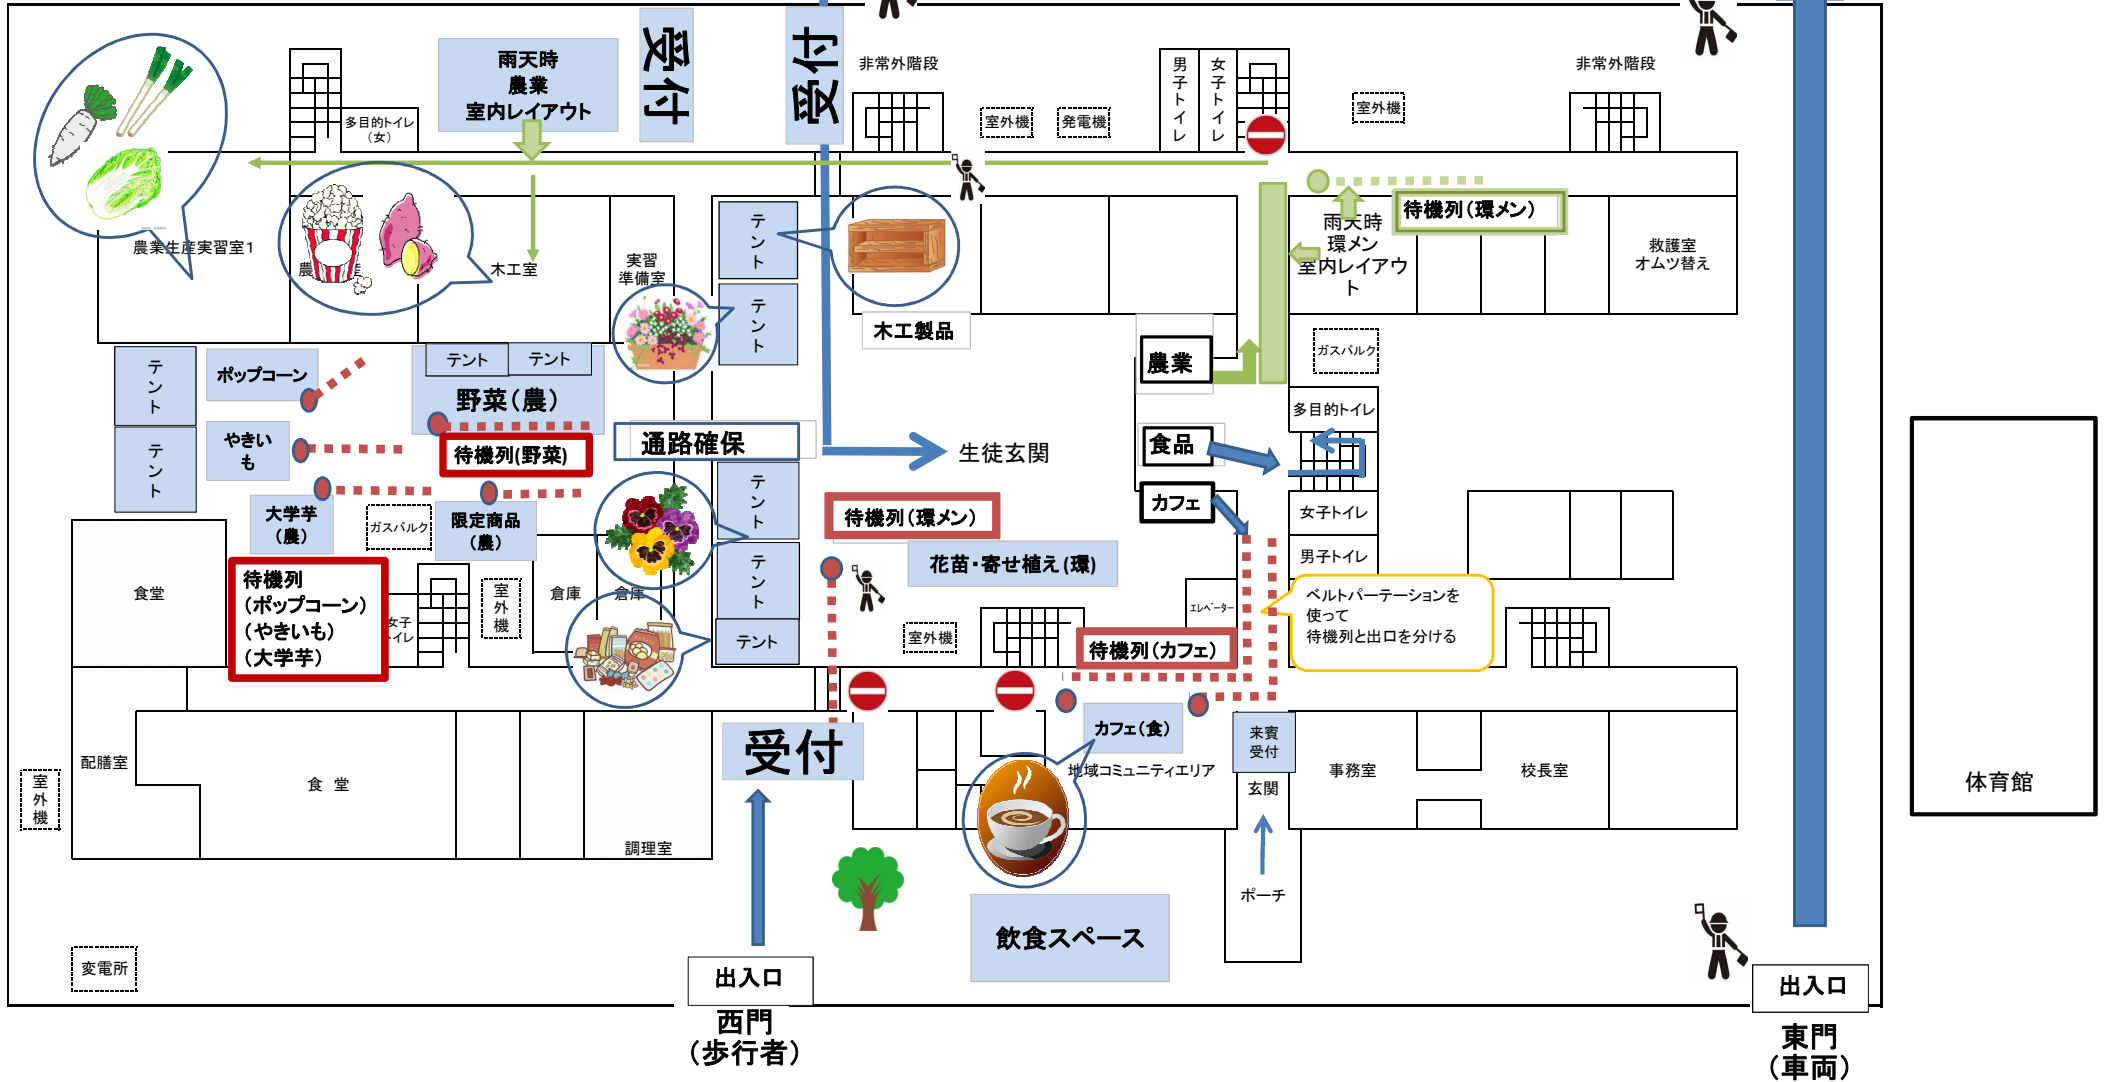 受付
受付
雨天時
農業
室内レイアウト
非常外階段
男子トイレ
女子トイレ
非常外階段
室外機
発電機
室外機
多目的トイレ
(女)
農業生産実習室1
木工室
実習
準備室
テント
テント
木工製品
待機列(環メン)
雨天時
環メン
室内レイアウ
ト
救護室
オムツ替え
農業
ガスバルク
テント
テント
ポップコーン
テント
テント
野菜(農)
やきい
も
待機列(野菜)
通路確保
生徒玄関
食品
多目的トイレ
カフェ
大学芋
(農)
ガスバルク
限定商品
(農)
テント
待機列(環メン)
女子トイレ
花苗・寄せ植え(環)
男子トイレ
食堂
待機列
(ポップコーン)
(やきいも)
(大学芋)
女子
トイレ
室外機
倉庫
倉庫
テント
テント
室外機
エレベーター
ベルトパーテーションを
使って
待機列と出口を分ける
待機列(カフェ)
受付
カフェ(食)
来賓
受付
配膳室
食 堂
地域コミュニティエリア
玄関
事務室
校長室
体育館
室外機
調理室
ポーチ
飲食スペース
変電所
出入口
西門
(歩行者)
出入口
東門
(車両)